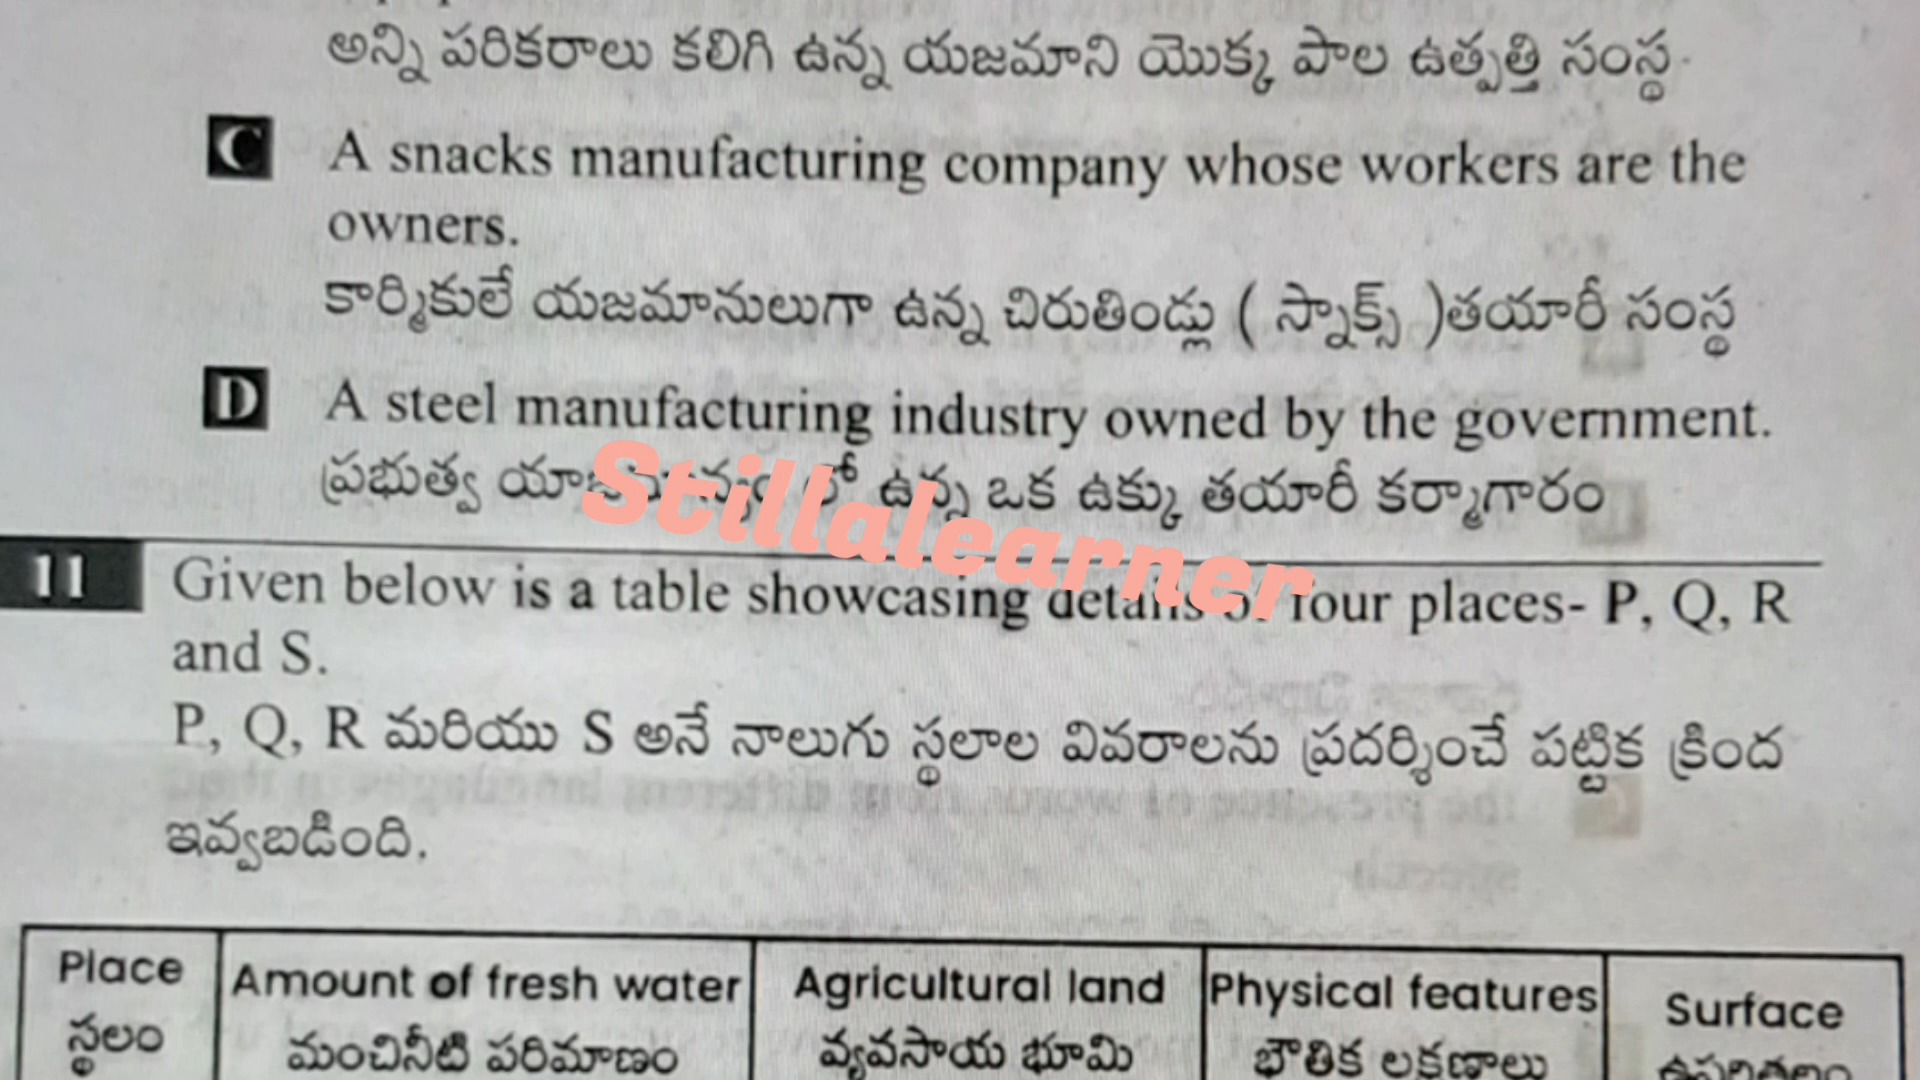 అన్ని పరికరాలు కలిగి ఉన్న యజమాని యొక్క పాల ఉత్పత్తి సంస్థ.
C A snacks manufacturing company whose workers are the
owners.
కార్మికులే యజమానులుగా ఉన్న చిరుతిండ్లు ( స్నాక్స్ )తయారీ సంస్థ
D A steel manufacturing industry owned by the government.
ప్రభుత్వ లో ఉన్న ఒక ఉక్కు తయారీ కర్మాగారం
Stillalearner
11 Given below is a table showcasing details of four places- P, Q, R
and S.
P, Q, R మరియు S అనే నాలుగు స్థలాల వివరాలను ప్రదర్శించే పట్టిక క్రింద
ఇవ్వబడింది.
Place Amount of fresh water Agricultural land Physical features Surface
స్థలం మంచినీటి పరిమాణం వ్యవసాయ భూమి భౌతిక లక్షణాలు